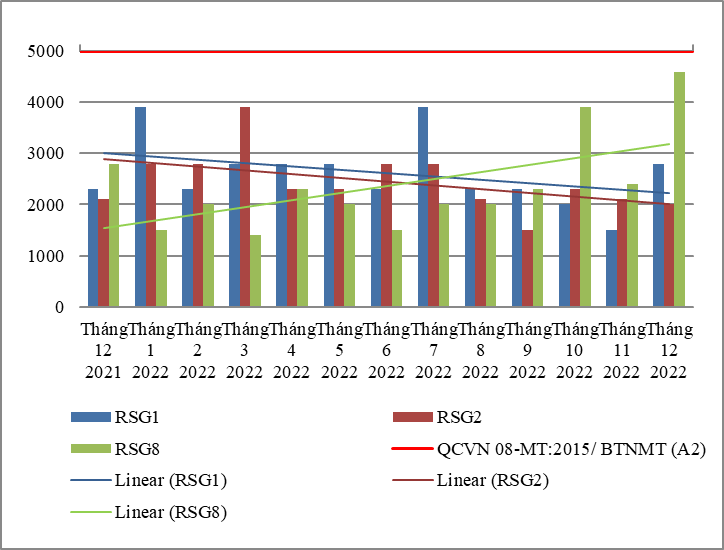 5000
4000
3000
2000
1000
0
Tháng Tháng Tháng Tháng Tháng Tháng Tháng Tháng Tháng Tháng Tháng Tháng Tháng
12 1 2 3 4 5 6 7 8 9 10 11 12
2021 2022 2022 2022 2022 2022 2022 2022 2022 2022 2022 2022 2022
RSG1 RSG2
RSG8 QCVN 08-MT:2015/ BTNMT (A2)
Linear (RSG1) Linear (RSG2)
Linear (RSG8)